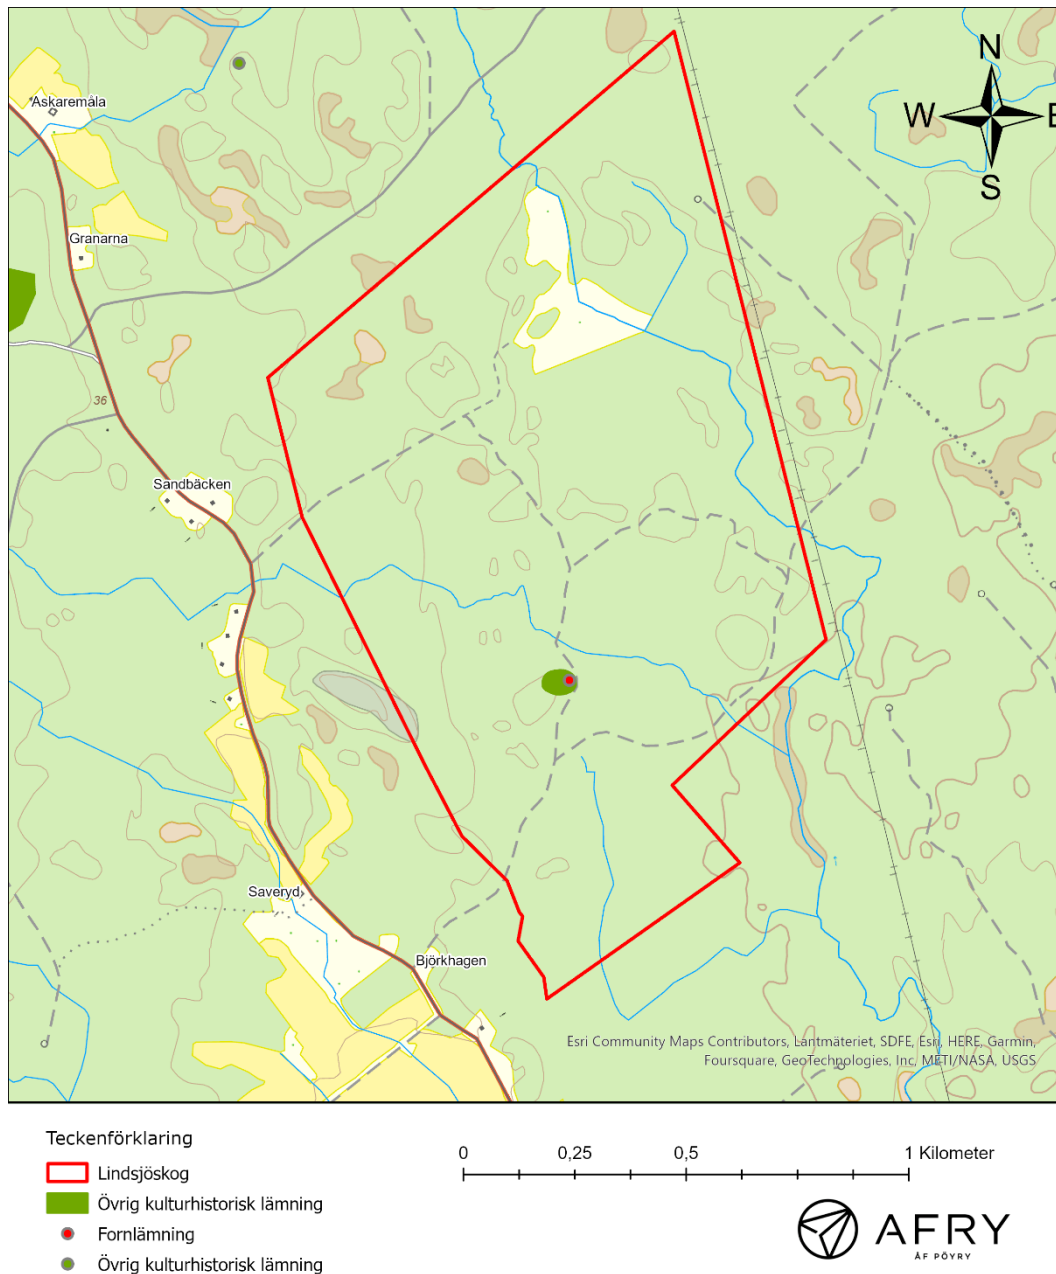 N
W
E
S
Askaremåla
Granarna
36
Sandbäcken
Saveryd
Björkhagen
Esri Community Maps Contributors, Lantmäteriet, SDFE, Esri, HERE, Garmin,
Foursquare, GeoTechnologies, Inc, METI/NASA, USGS
Teckenförklaring
Lindsjöskog
Övrig kulturhistorisk lämning
Fornlämning
Övrig kulturhistorisk lämning
0 0,25 0,5 1 Kilometer
AFRY
ÅF PÖYRY